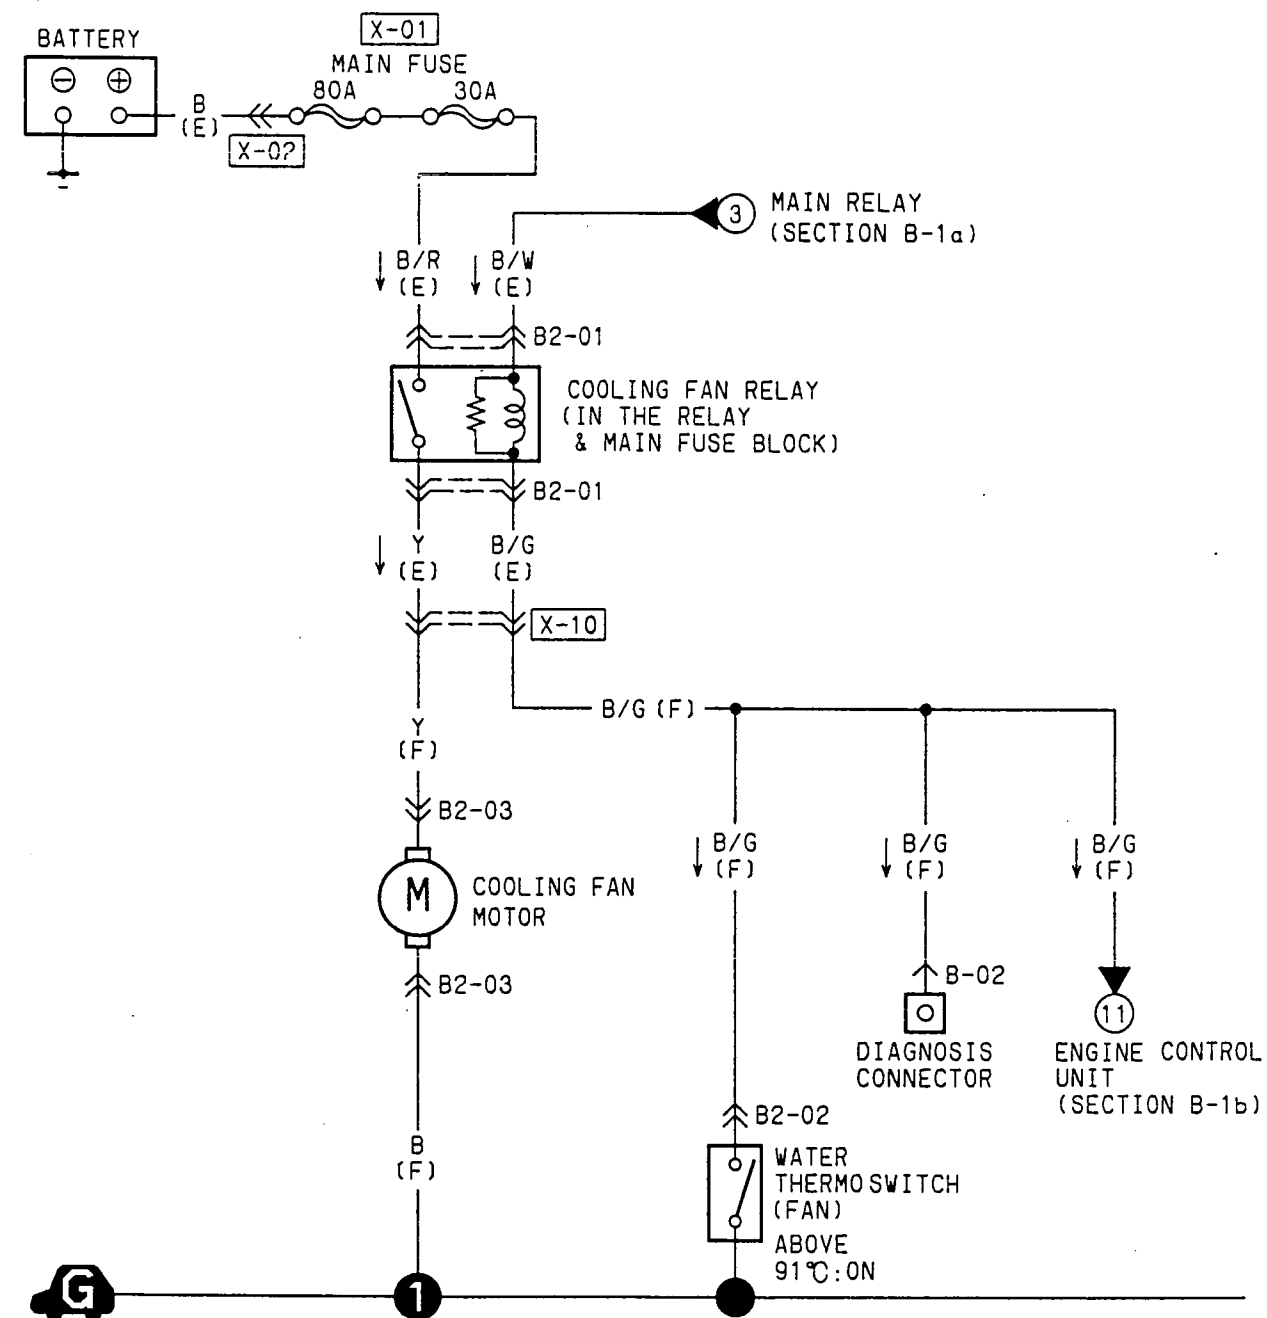 X-01
BATTERY
MAIN FUSE
80A
30A
B
(E)
X-02
3
MAIN RELAY
(SECTION B-1a)
B/R
(E)
B/W
(E)
B2-01
COOLING FAN RELAY
(IN THE RELAY
& MAIN FUSE BLOCK)
B2-01
Y
(E)
B/G
(E)
X-10
B/G (F)
Y
(F)
B2-03
B/G
(F)
B/G
(F)
B/G
(F)
M
COOLING FAN
MOTOR
B2-03
B-02
11
DIAGNOSIS
CONNECTOR
ENGINE CONTROL
UNIT
(SECTION B-1b)
B2-02
B
(F)
WATER
THERMOSWITCH
(FAN)
ABOVE
91℃:ON
G
1